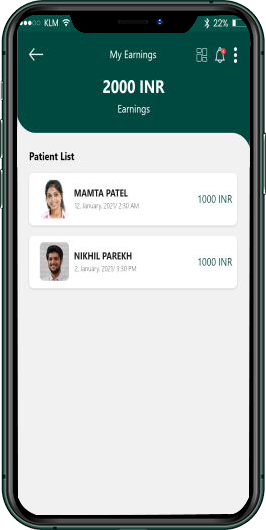 KLM 22%
My Earnings
2000 INR
Earnings
Patient List
MAMTA PATEL
12, January, 2021/ 2:30 AM
1000 INR
NIKHIL PAREKH
2, January, 2021/ 3:30 PM
1000 INR